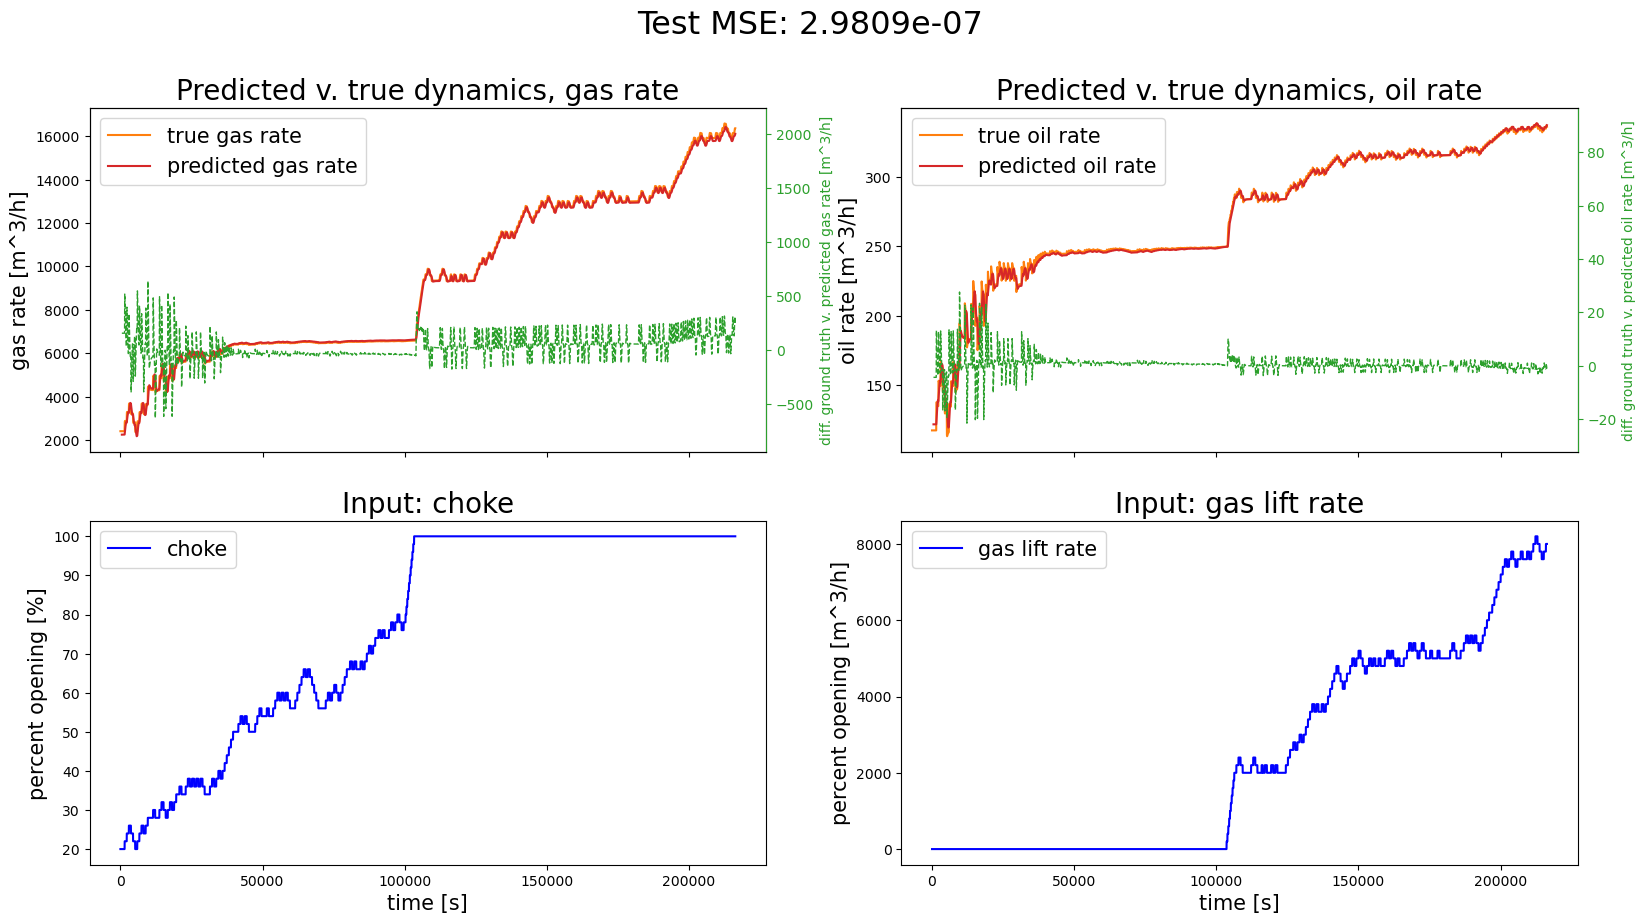 Test MSE: 2.9809e-07
Predicted v. true dynamics, gas rate
true gas rate
predicted gas rate
gas rate [m^3/h]
16000
14000
12000
10000
8000
6000
4000
2000
2000
1500
1000
500
0
−500
diff. ground truth v. predicted gas rate [m^3/h]
Predicted v. true dynamics, oil rate
true oil rate
predicted oil rate
oil rate [m^3/h]
300
250
200
150
80
60
40
20
0
−20
diff. ground truth v. predicted oil rate [m^3/h]
Input: choke
choke
percent opening [%]
100
90
80
70
60
50
40
30
20
0 50000 100000 150000 200000
time [s]
Input: gas lift rate
gas lift rate
percent opening [m^3/h]
8000
6000
4000
2000
0
0 50000 100000 150000 200000
time [s]